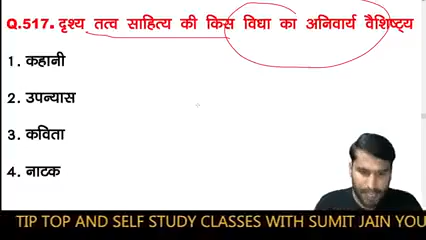 Q.517. दृश्य तत्व साहित्य की किस विधा का अनिवार्य वैशिष्ट्य
1. कहानी
2. उपन्यास
3. कविता
4. नाटक
TIP TOP AND SELF STUDY CLASSES WITH SUMIT JAIN YOU